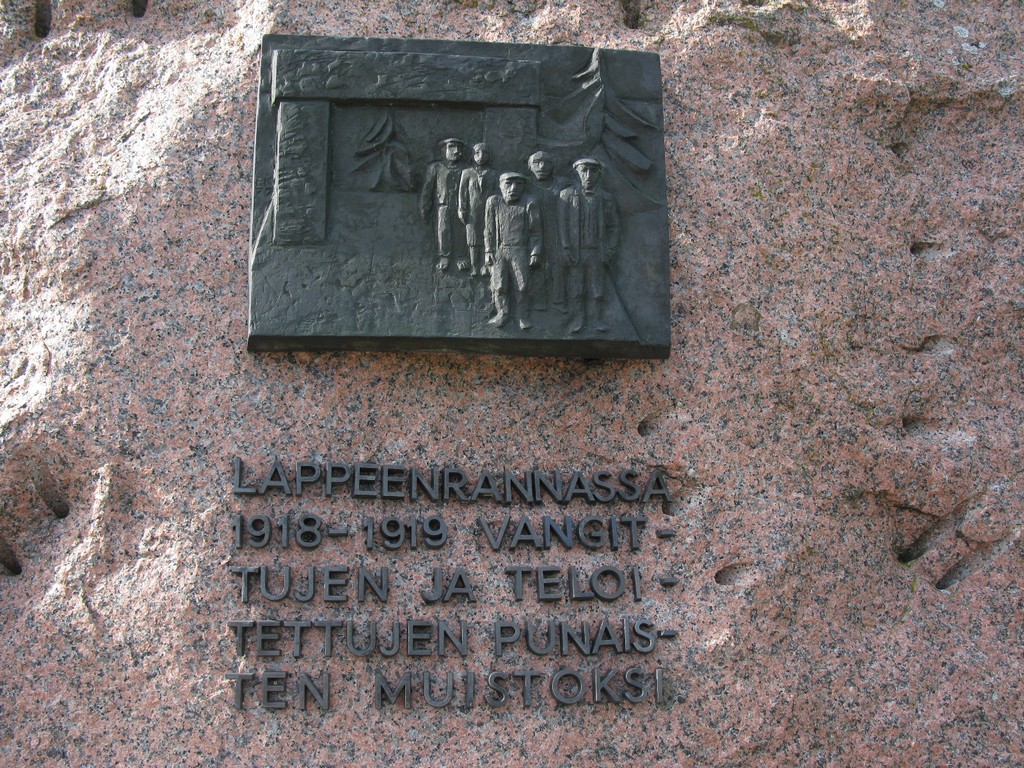 LAPPEENRANNASSA
1918-1919 VANGIT-
TUJEN JA TELOI-
TETTUJEN PUNAIS-
TEN MUISTOKSI